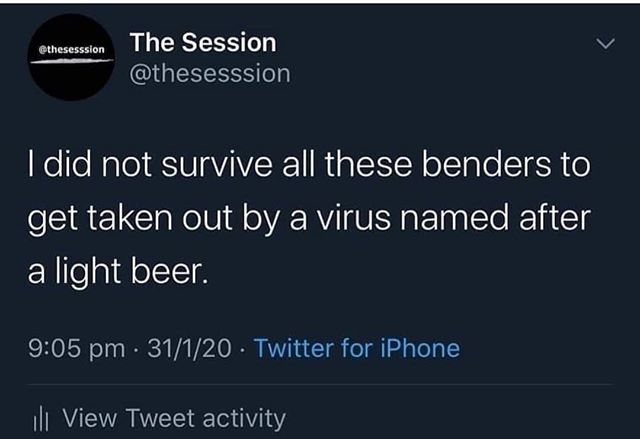 @thesesssion
The Session
@thesesssion
I did not survive all these benders to
get taken out by a virus named after
a light beer.
9:05 pm · 31/1/20 · Twitter for iPhone
View Tweet activity